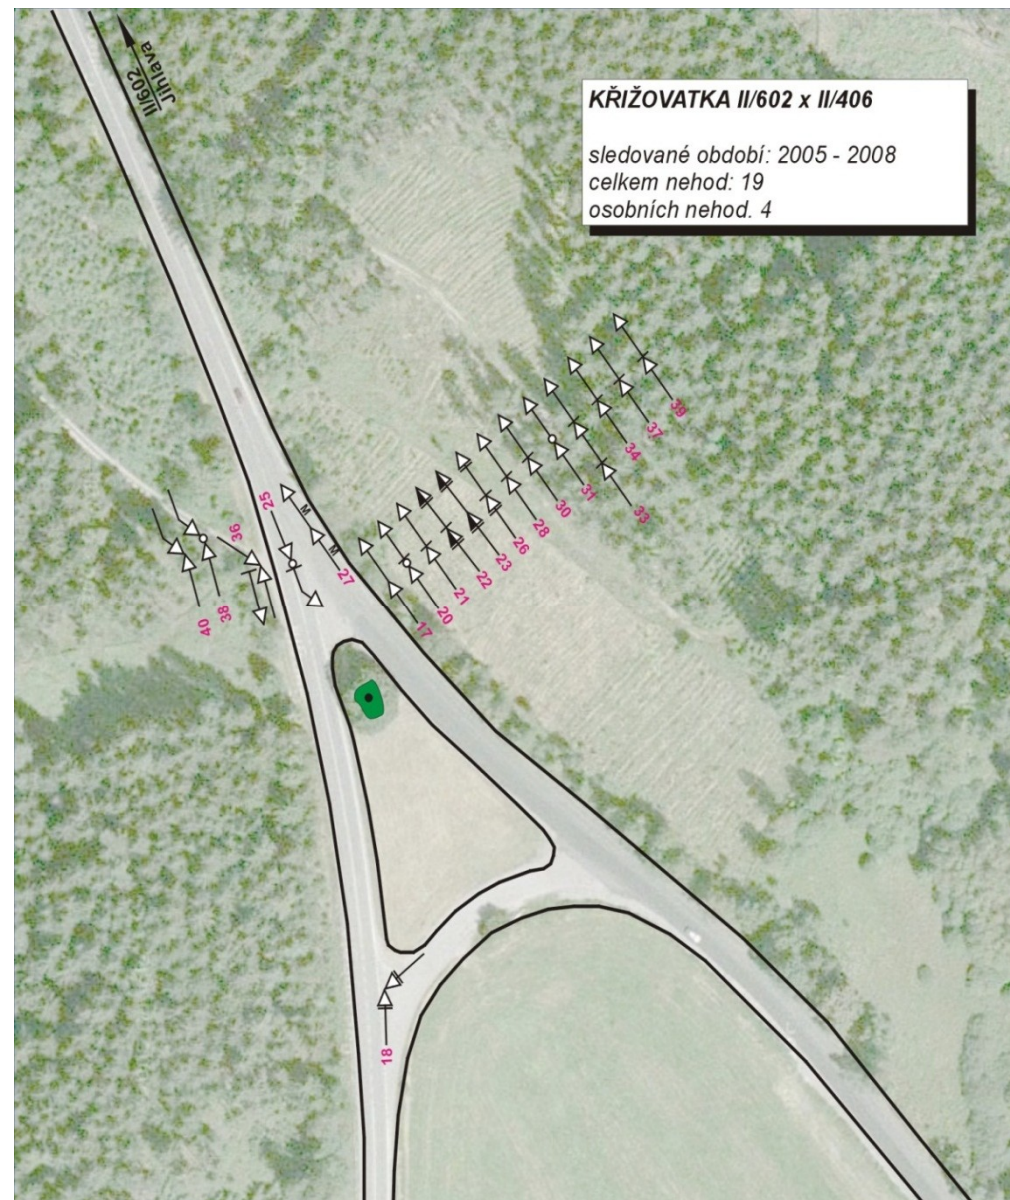 II/602
Jihlava
KŘIŽOVATKA II/602 x II/406
sledované období: 2005 - 2008
celkem nehod: 19
osobních nehod. 4
39
37
34
33
31
30
28
26
23
22
21
20
17
M
M
27
25
36
38
40
18